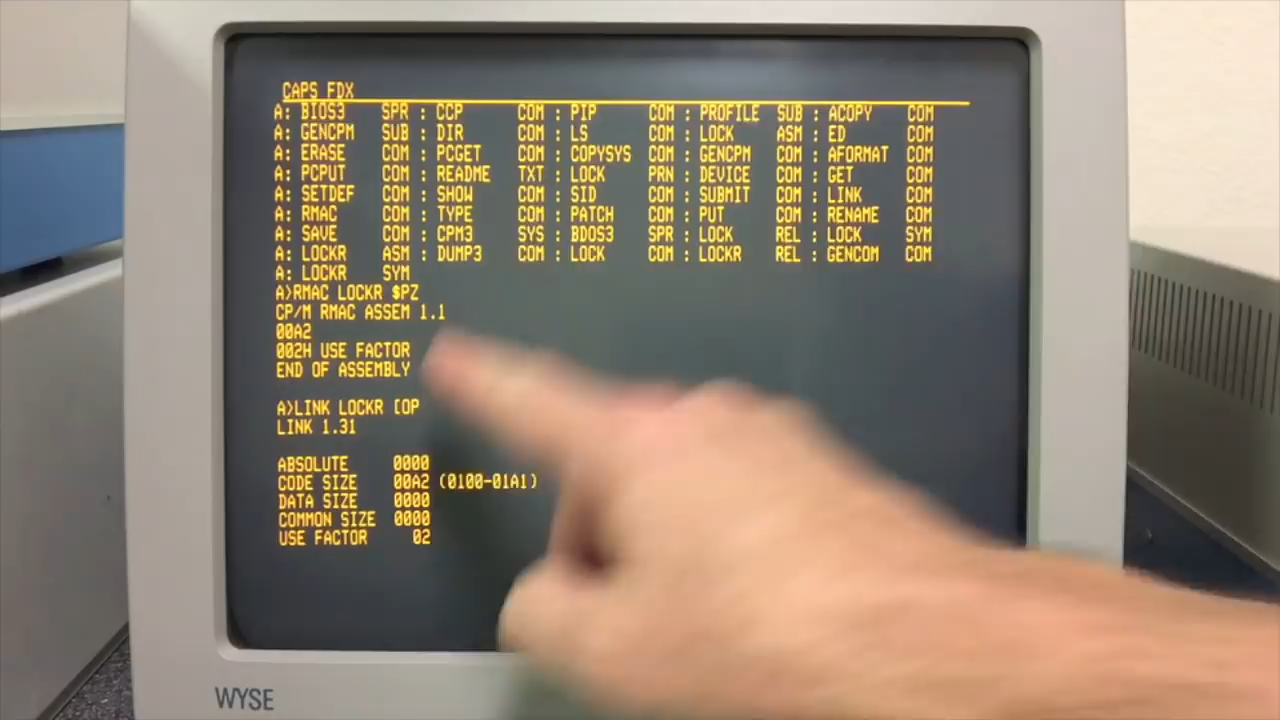 CAPS FDX
A: BIOS3 SPR : CCP COM : PIP COM : PROFILE SUB : ACOPY COM
A: GENCPM SUB : DIR COM : LS COM : LOCK ASM : ED COM
A: ERASE COM : PCGET COM : COPYSYS COM : GENCPM COM : AFORMAT COM
A: PCPUT COM : README TXT : LOCK PRN : DEVICE COM : GET COM
A: SETDEF COM : SHOW COM : SID COM : SUBMIT COM : LINK COM
A: RMAC COM : TYPE COM : PATCH COM : PUT COM : RENAME COM
A: SAVE COM : CPM3 SYS : BDOS3 SPR : LOCK REL : LOCK SYM
A: LOCKR ASM : DUMP3 COM : LOCK COM : LOCKR REL : GENCOM COM
A: LOCKR SYM
A>RMAC LOCKR $PZ
CP/M RMAC ASSEM 1.1
00A2
002H USE FACTOR
END OF ASSEMBLY
A>LINK LOCKR [OP
LINK 1.31
ABSOLUTE 0000
CODE SIZE 00A2 (0100-01A1)
DATA SIZE 0000
COMMON SIZE 0000
USE FACTOR 02
WYSE